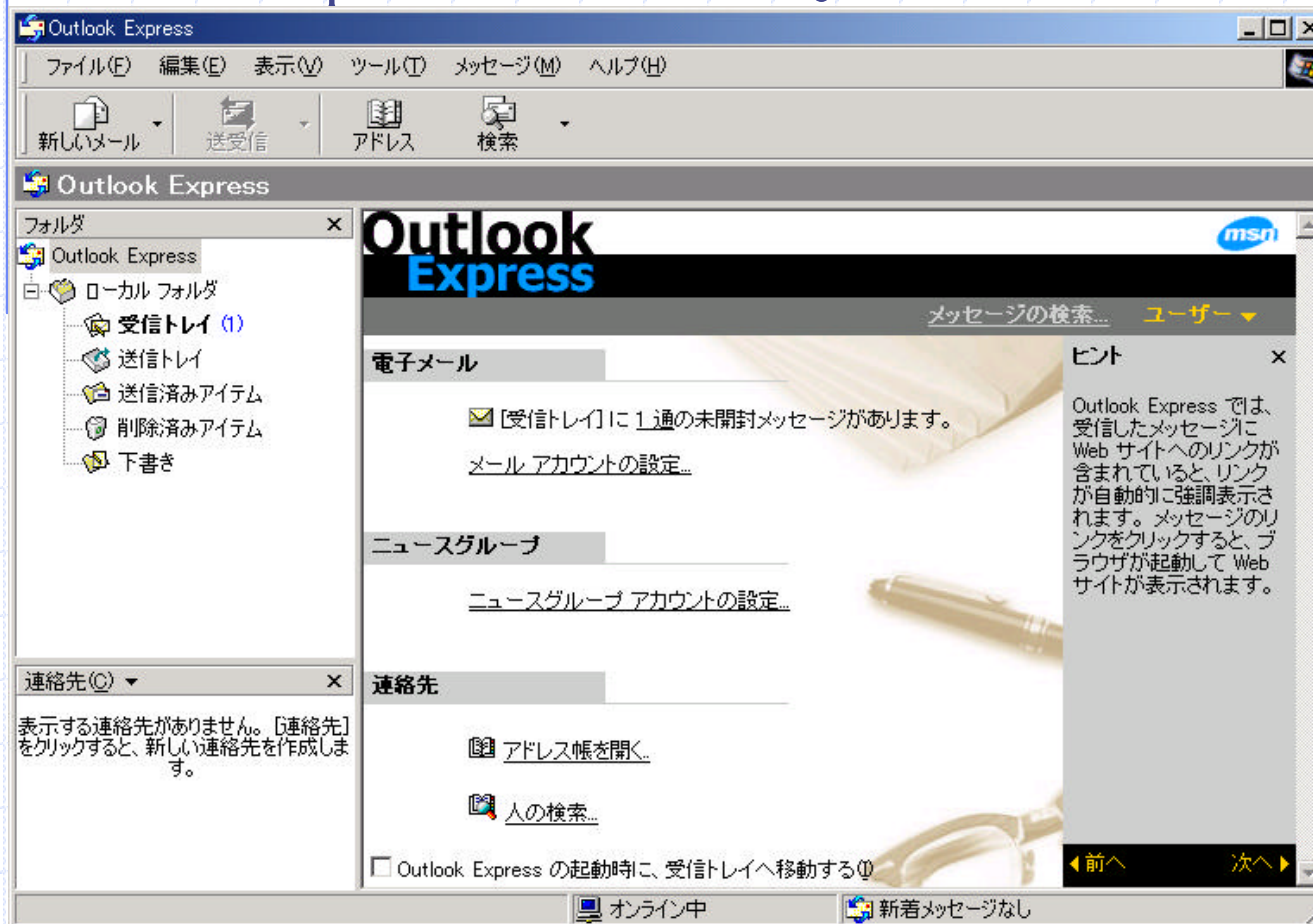 Outlook Express
ファイル(F) 編集(E) 表示(V) ツール(T) メッセージ(M) ヘルプ(H)
新しいメール 送受信 アドレス 検索
Outlook Express
フォルダ
Outlook Express
ローカル フォルダ
受信トレイ (1)
送信トレイ
送信済みアイテム
削除済みアイテム
下書き
連絡先(C)
表示する連絡先がありません。[連絡先]
をクリックすると、新しい連絡先を作成しま
す。
Outlook
Express
msn
メッセージの検索... ユーザー
電子メール
[受信トレイ] に 1 通の未開封メッセージがあります。
メール アカウントの設定...
ニュースグループ
ニュースグループ アカウントの設定...
連絡先
アドレス帳を開く...
人の検索...
Outlook Express の起動時に、受信トレイへ移動する(I)
ヒント
Outlook Express では、
受信したメッセージに
Web サイトへのリンクが
含まれていると、リンク
が自動的に強調表示さ
れます。メッセージのリ
ンクをクリックすると、ブ
ラウザが起動して Web
サイトが表示されます。
前へ 次へ
オンライン中 新着メッセージなし